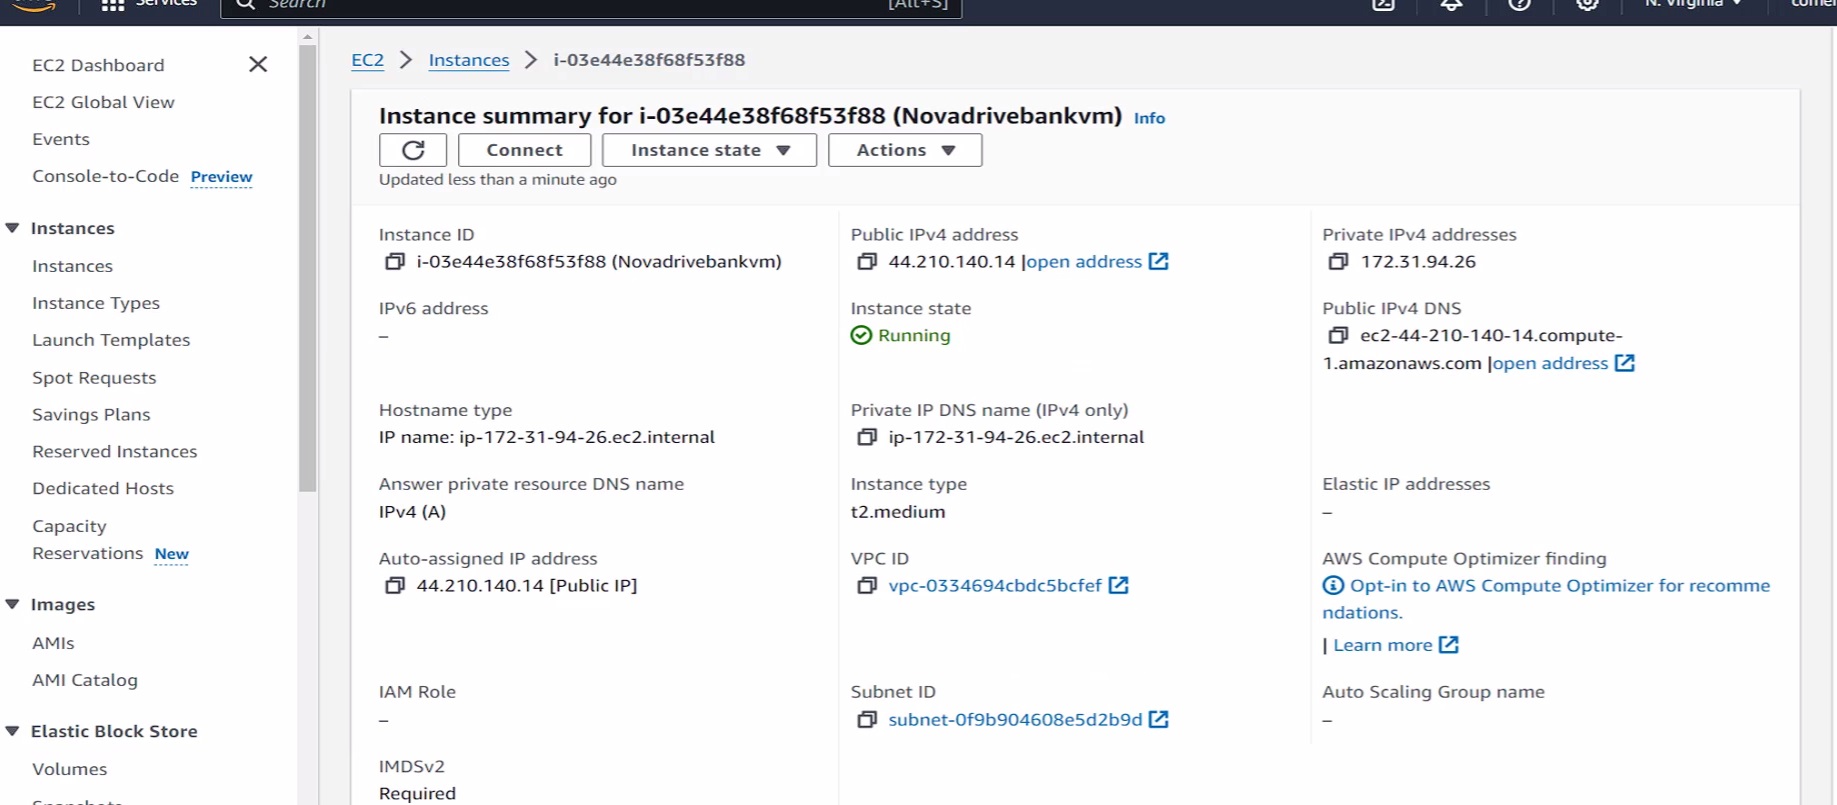 Services
Search
[Alt+S]
N. Virginia
EC2 Dashboard
EC2 Global View
Events
Console-to-Code Preview
Instances
Instances
Instance Types
Launch Templates
Spot Requests
Savings Plans
Reserved Instances
Dedicated Hosts
Capacity
Reservations New
Images
AMIs
AMI Catalog
Elastic Block Store
Volumes
Snapshots
EC2 > Instances > i-03e44e38f68f53f88
Instance summary for i-03e44e38f68f53f88 (Novadrivebankvm) Info
Connect
Instance state
Actions
Updated less than a minute ago
Instance ID
i-03e44e38f68f53f88 (Novadrivebankvm)
Public IPv4 address
44.210.140.14 |open address
Private IPv4 addresses
172.31.94.26
IPv6 address
–
Instance state
Running
Public IPv4 DNS
ec2-44-210-140-14.compute-
1.amazonaws.com |open address
Hostname type
IP name: ip-172-31-94-26.ec2.internal
Private IP DNS name (IPv4 only)
ip-172-31-94-26.ec2.internal
Answer private resource DNS name
IPv4 (A)
Instance type
t2.medium
Elastic IP addresses
–
Auto-assigned IP address
44.210.140.14 [Public IP]
VPC ID
vpc-0334694cbdc5bcfef
AWS Compute Optimizer finding
Opt-in to AWS Compute Optimizer for recomme
ndations.
| Learn more
IAM Role
–
Subnet ID
subnet-0f9b904608e5d2b9d
Auto Scaling Group name
–
IMDSv2
Required